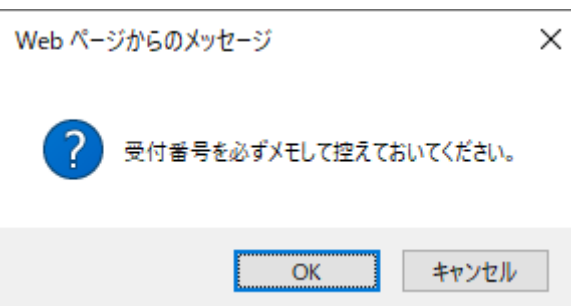 Web ページからのメッセージ
受付番号を必ずメモして控えておいてください。
OK
キャンセル